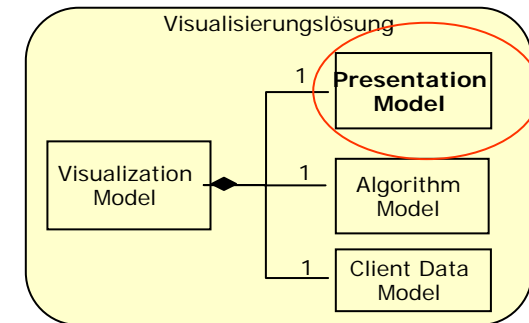 Visualisierungslösung
1
Presentation
Model
Visualization
Model
1
Algorithm
Model
1
Client Data
Model